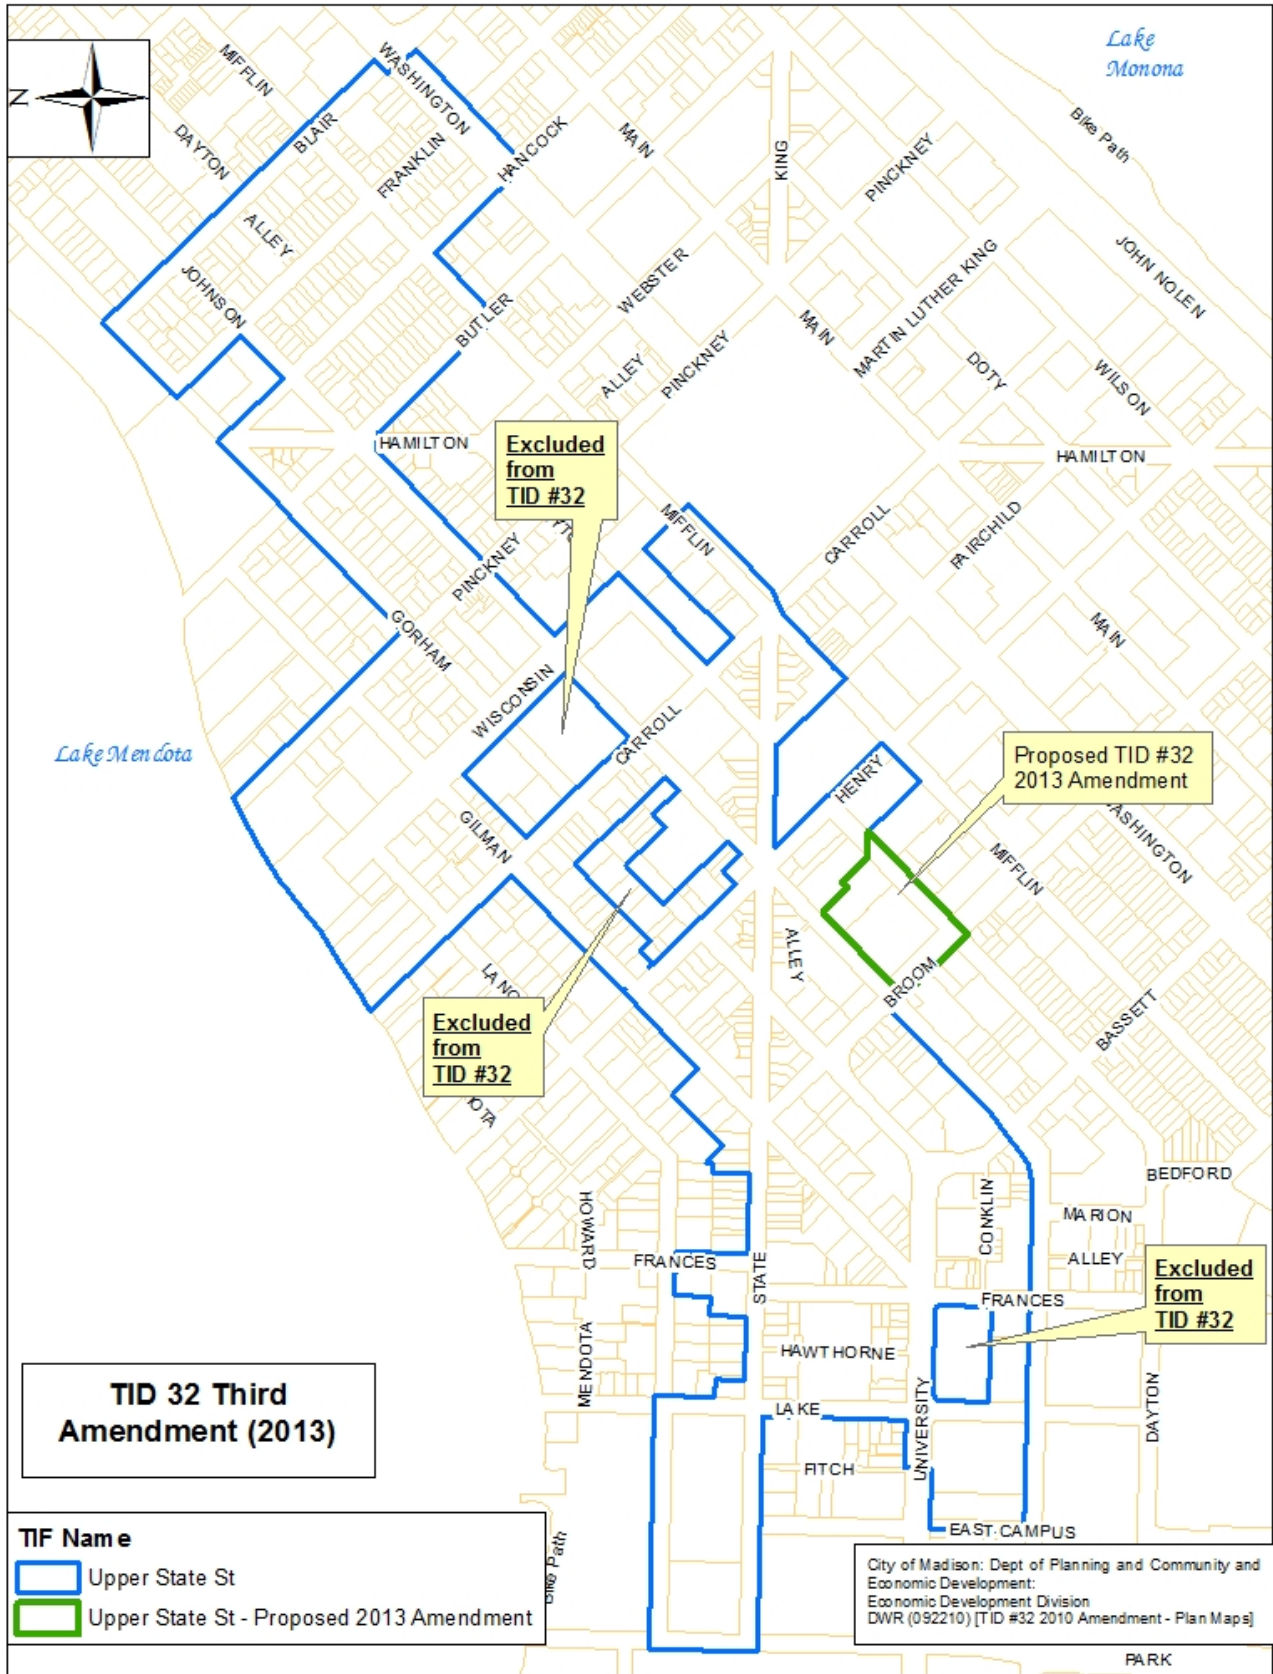 Lake
Monona
N
WASHINGTON
MIFFLIN
BLAIR
DAYTON
FRANKLIN
HANCOCK
MAIN
KING
PINCKNEY
Bike Path
ALLEY
JOHNSON
BUTLER
WEBSTER
MARTIN LUTHER KING
JOHN NOLEN
MAIN
ALLEY
PINCKNEY
DOTY
WILSON
HAMILTON
HAMILTON
Excluded
from
TID #32
MIFFLIN
CARROLL
FAIRCHILD
PINCKNEY
GORHAM
MAIN
WISCONSIN
CARROLL
Lake Mendota
HENRY
Proposed TID #32
2013 Amendment
WASHINGTON
GILMAN
MIFFLIN
ALLEY
BROOM
BASSETT
Excluded
from
TID #32
BEDFORD
HOWARD
CONKLIN
MARION
ALLEY
FRANCES
STATE
FRANCES
Excluded
from
TID #32
MENDOTA
HAWTHORNE
UNIVERSITY
DAYTON
LAKE
FITCH
EAST CAMPUS
Bike Path
PARK
TID 32 Third
Amendment (2013)
TIF Name
Upper State St
Upper State St - Proposed 2013 Amendment
City of Madison: Dept of Planning and Community and
Economic Development:
Economic Development Division
DWR (092210) [TID #32 2010 Amendment - Plan Maps]